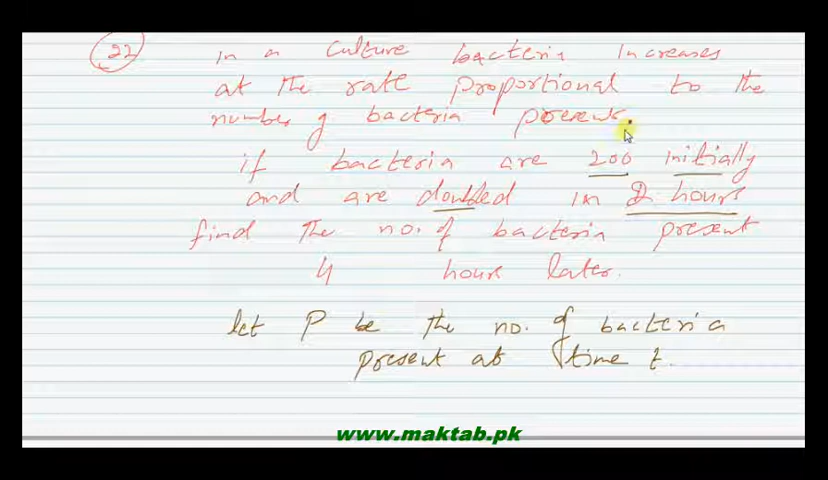 22 In a Culture bacteria Increases
at the rate proportional to the
number of bacteria present.
if bacteria are 200 initially
and are doubled in 2 hours
find the no. of bacteria present
4 hours later.
let P be the no. of bacteria
present at time t.
www.maktab.pk